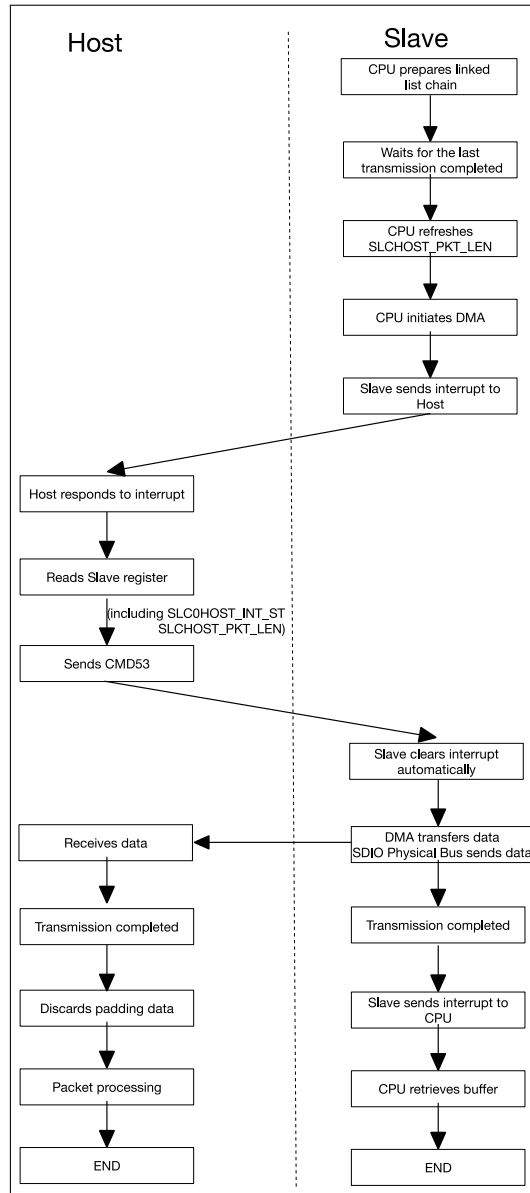 Host
Slave
CPU prepares linked
list chain
Waits for the last
transmission completed
CPU refreshes
SLCHOST_PKT_LEN
CPU initiates DMA
Slave sends interrupt to
Host
Host responds to interrupt
Reads Slave register
(including SLC0HOST_INT_ST
SLCHOST_PKT_LEN)
Sends CMD53
Slave clears interrupt
automatically
Receives data
DMA transfers data
SDIO Physical Bus sends data
Transmission completed
Transmission completed
Discards padding data
Slave sends interrupt to
CPU
Packet processing
CPU retrieves buffer
END
END